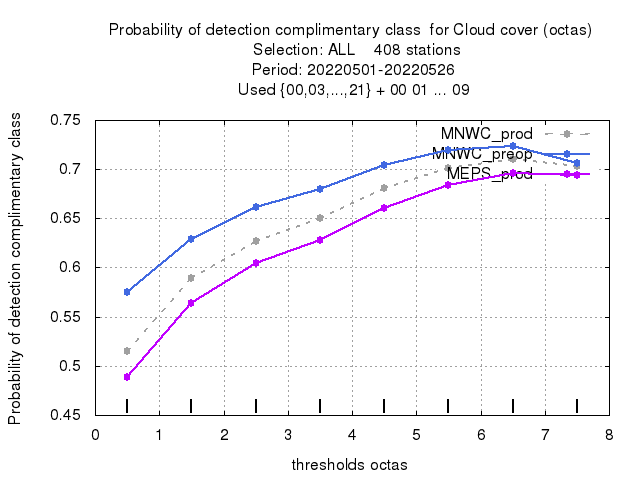 Probability of detection complimentary class  for Cloud cover (octas)
Selection: ALL    408 stations
Period: 20220501-20220526
Used {00,03,...,21} + 00 01 ... 09
Probability of detection complimentary class
0.75
0.7
0.65
0.6
0.55
0.5
0.45
MNWC_prod
MNWC_preop
MEPS_prod
0 1 2 3 4 5 6 7 8
thresholds octas